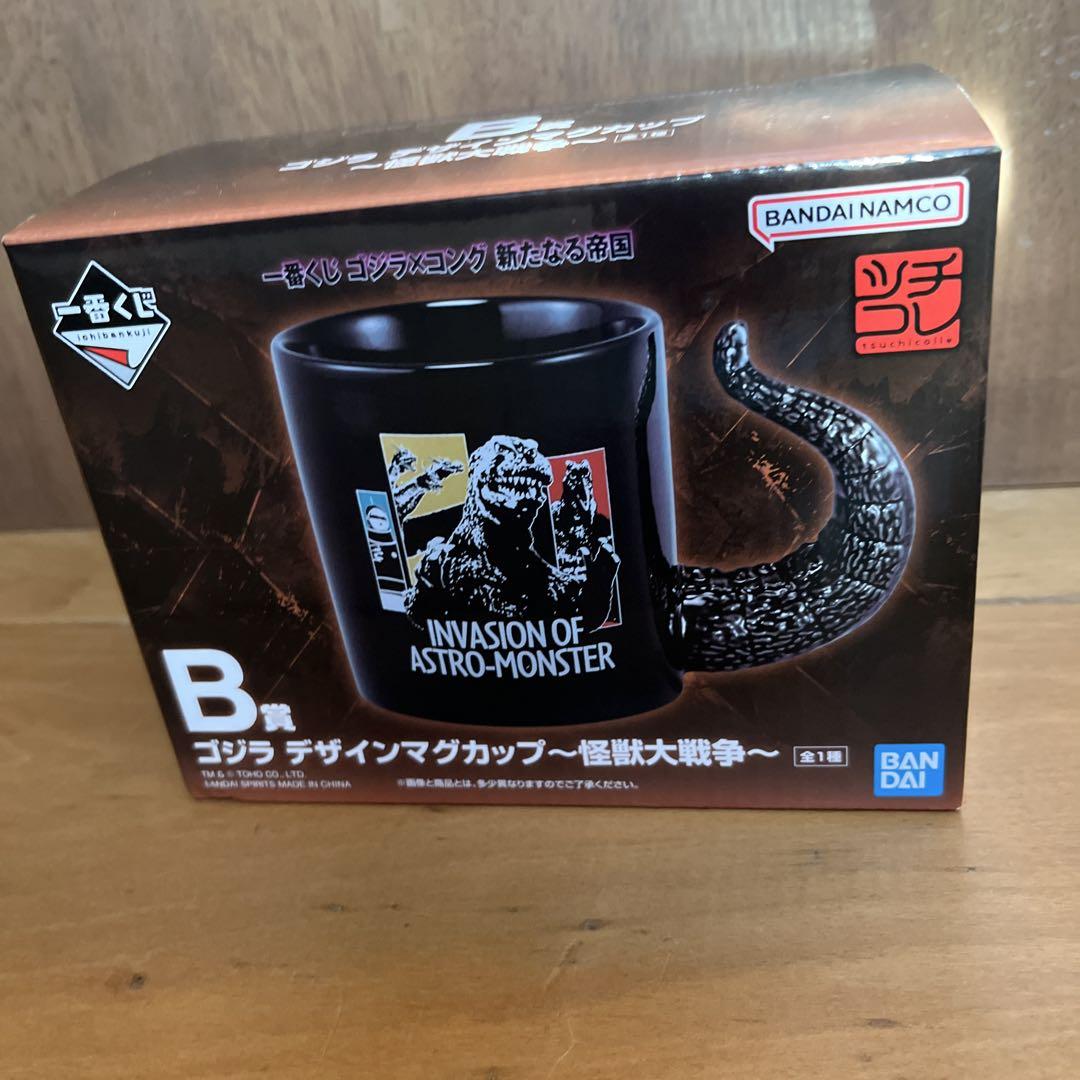 B賞
ゴジラ デザインマグカップ
～怪獣大戦争～ 全1種
BANDAI NAMCO
一番くじ ゴジラ×コング 新たなる帝国
一番くじ
ichibankuji
ツチ
コレ
tsuchicolle
INVASION OF
ASTRO-MONSTER
B賞
ゴジラ デザインマグカップ～怪獣大戦争～ 全1種
TM & © TOHO CO., LTD.
BANDAI SPIRITS MADE IN CHINA
※画像と商品とは、多少異なりますのでご了承ください。
BAN
DAI